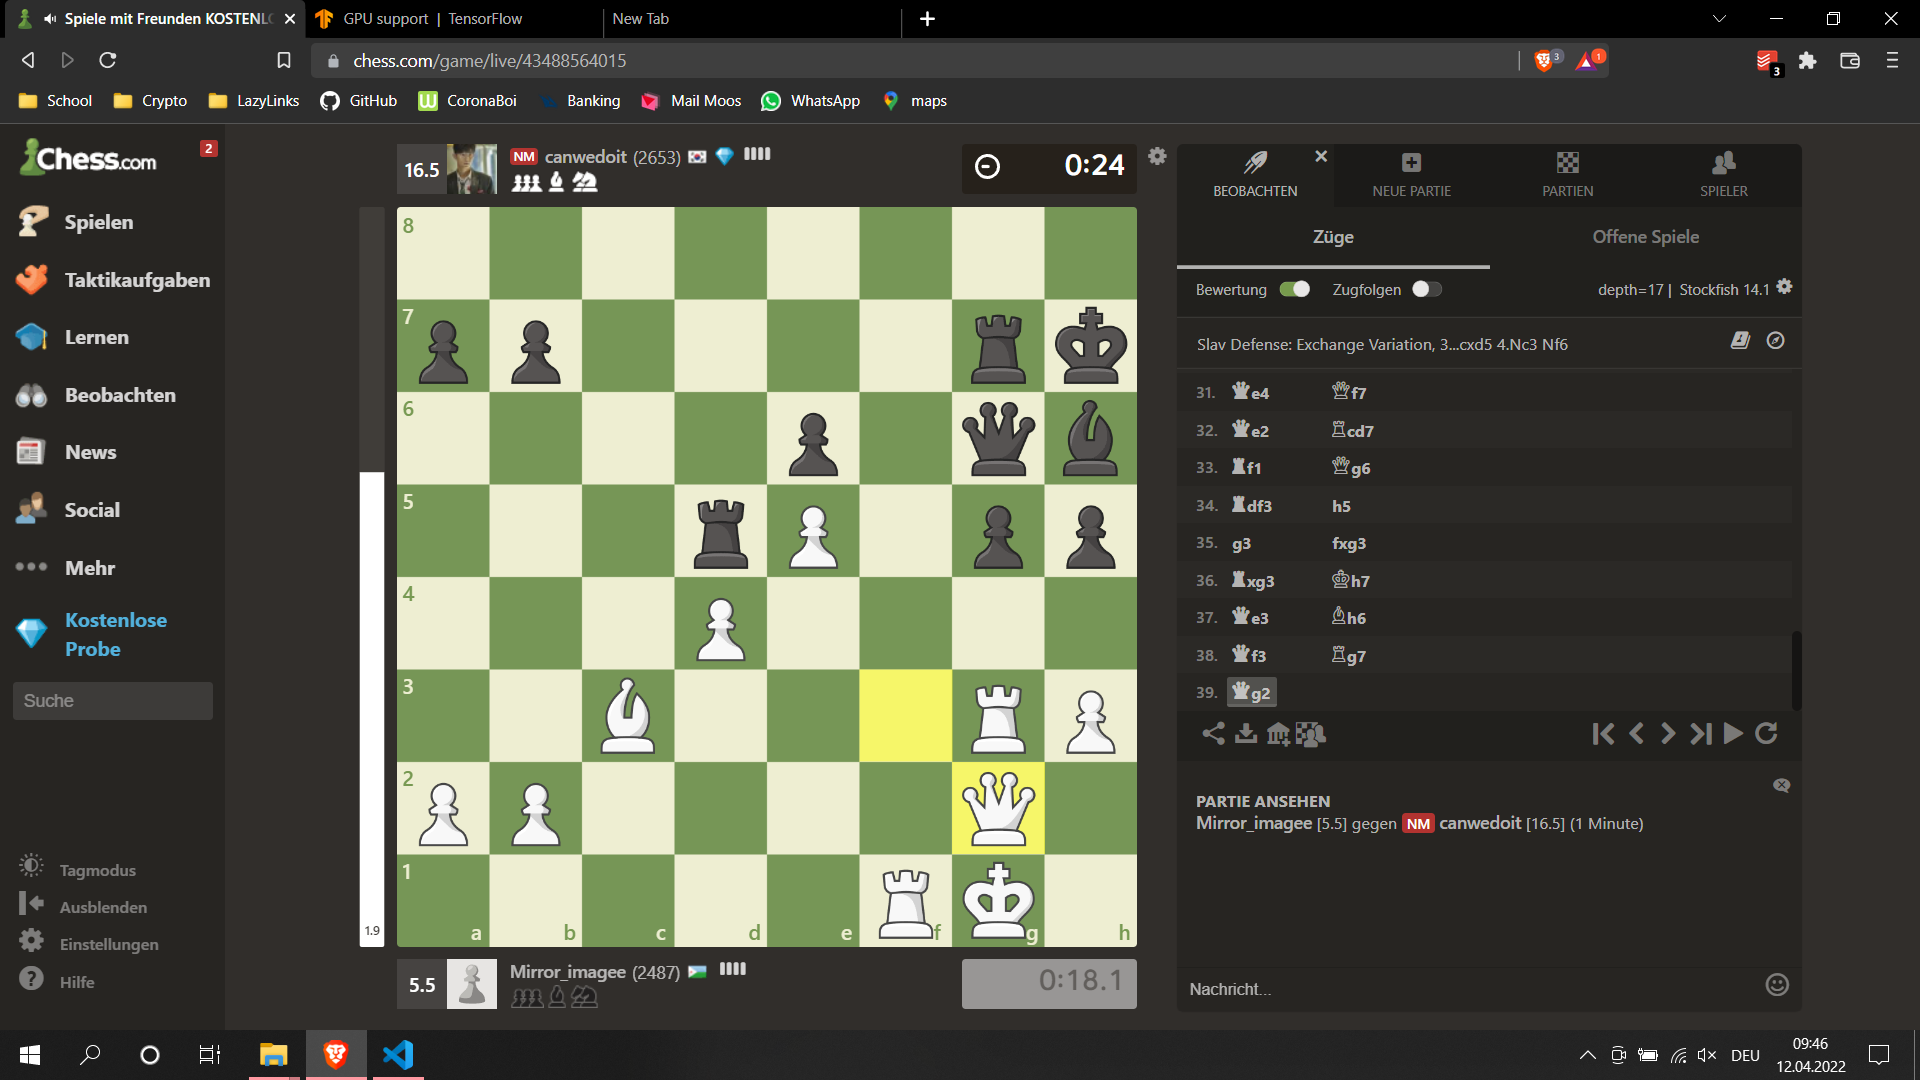 Spiele mit Freunden KOSTENLO
GPU support | TensorFlow
New Tab
chess.com/game/live/43488564015
3
1
3
School
Crypto
LazyLinks
GitHub
CoronaBoi
Banking
Mail Moos
WhatsApp
maps
Chess.com
2
Spielen
Taktikaufgaben
Lernen
Beobachten
News
Social
Mehr
Kostenlose
Probe
Suche
Tagmodus
Ausblenden
Einstellungen
Hilfe
16.5
NM canwedoit (2653)
0:24
8
7
6
5
4
3
2
1
a b c d e f g h
1.9
5.5
Mirror_imagee (2487)
0:18.1
BEOBACHTEN
NEUE PARTIE
PARTIEN
SPIELER
Züge
Offene Spiele
Bewertung
Zugfolgen
depth=17 | Stockfish 14.1
Slav Defense: Exchange Variation, 3...cxd5 4.Nc3 Nf6
31. e4 f7
32. e2 cd7
33. f1 g6
34. df3 h5
35. g3 fxg3
36. xg3 h7
37. e3 h6
38. f3 g7
39. g2
PARTIE ANSEHEN
Mirror_imagee [5.5] gegen NM canwedoit [16.5] (1 Minute)
Nachricht...
DEU
09:46
12.04.2022